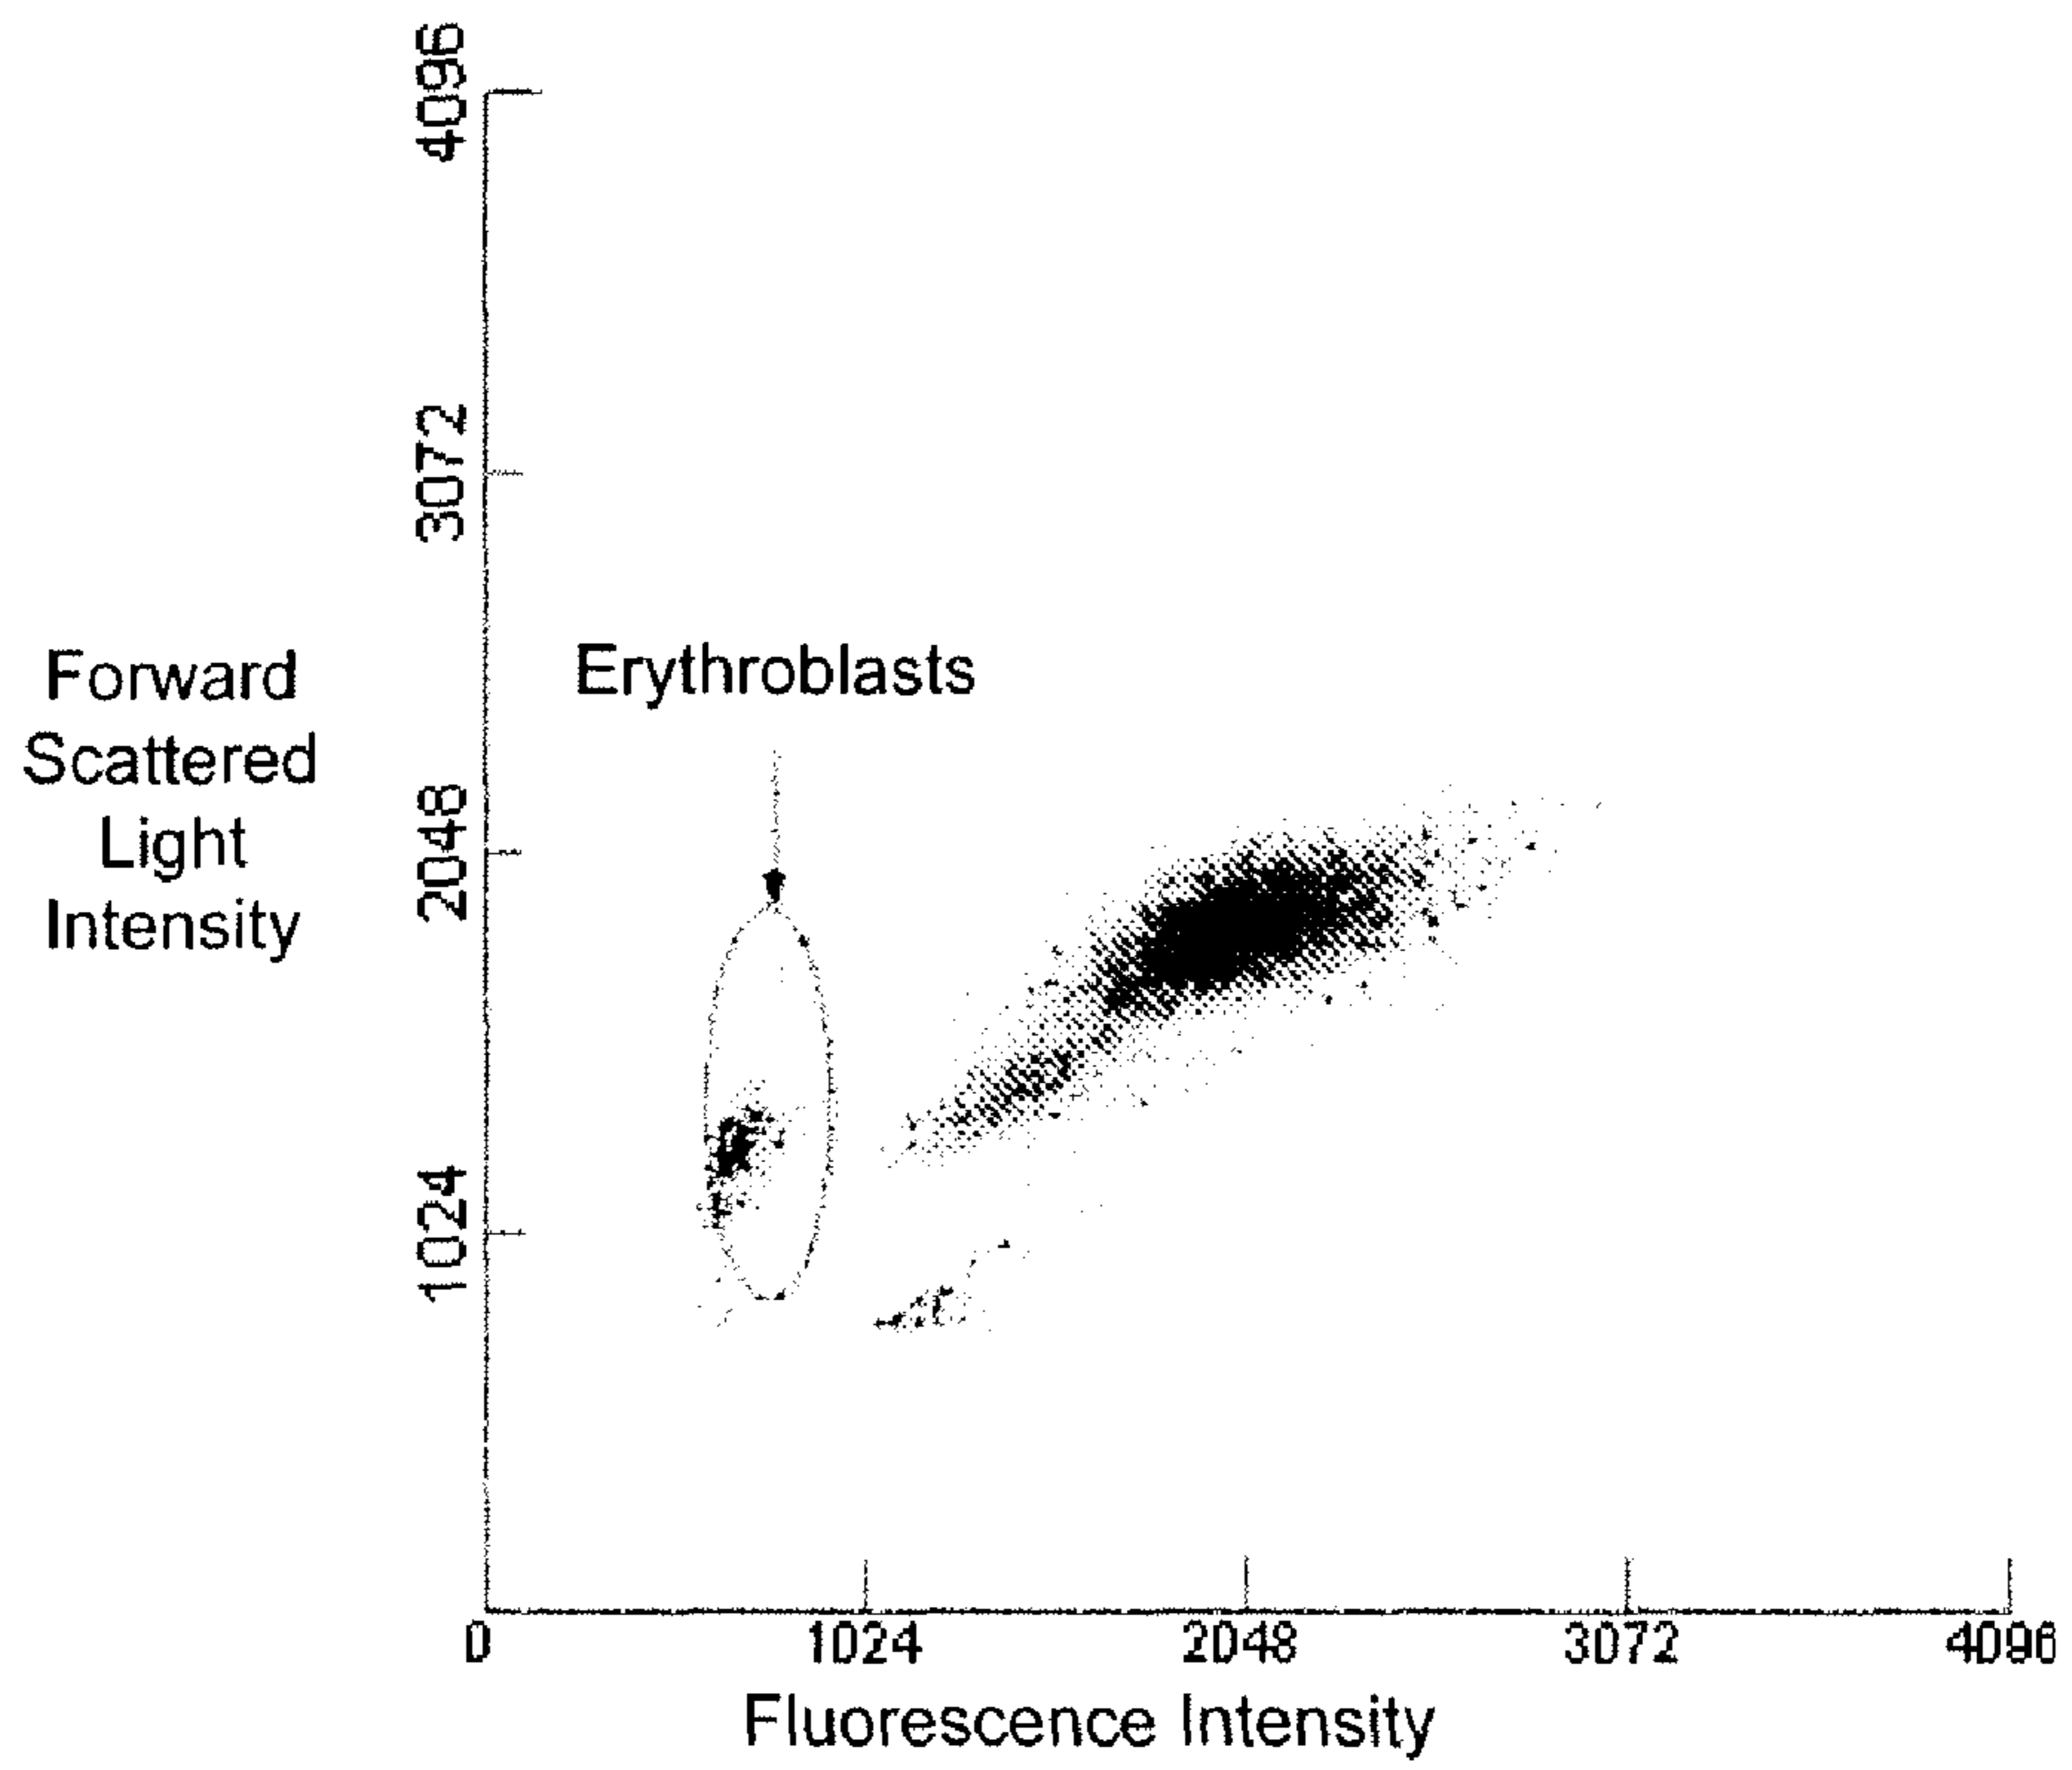 4096
3072
Erythroblasts
Forward
Scattered
Light
Intensity
2048
1024
0 1024 2048 3072 4096
Fluorescence Intensity